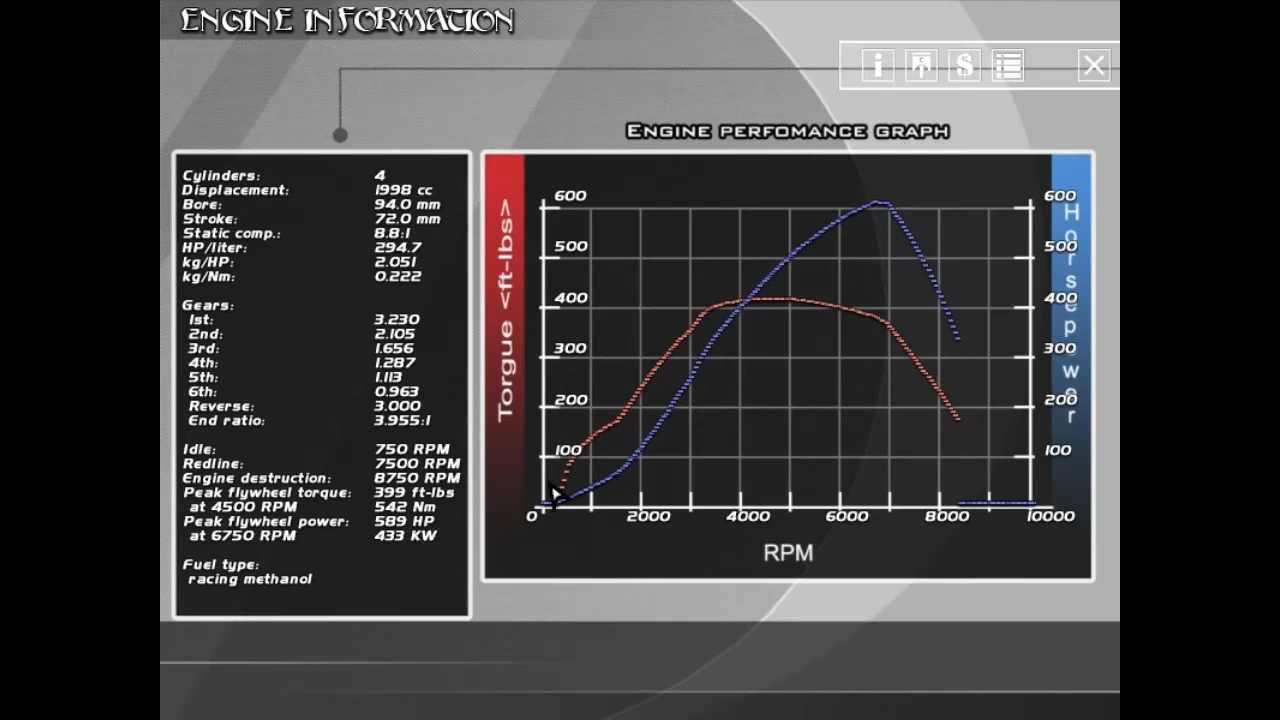 ENGINE INFORMATION
i
$
ENGINE PERFOMANCE GRAPH
Cylinders: 4
Displacement: 1998 cc
Bore: 94.0 mm
Stroke: 72.0 mm
Static comp.: 8.8:1
HP/liter: 294.7
kg/HP: 2.051
kg/Nm: 0.222
Gears:
1st: 3.230
2nd: 2.105
3rd: 1.656
4th: 1.287
5th: 1.113
6th: 0.963
Reverse: 3.000
End ratio: 3.955:1
Idle: 750 RPM
Redline: 7500 RPM
Engine destruction: 8750 RPM
Peak flywheel torque: 399 ft-lbs
at 4500 RPM 542 Nm
Peak flywheel power: 589 HP
at 6750 RPM 433 KW
Fuel type:
racing methanol
Torgue <ft-lbs>
600
500
400
300
200
100
600
500
400
300
200
100
Horsepower
0 2000 4000 6000 8000 10000
RPM